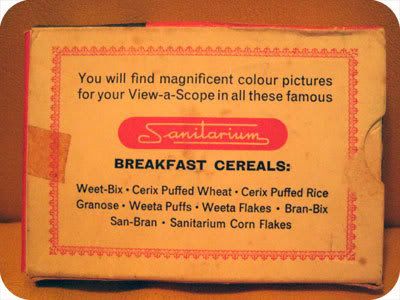 You will find magnificent colour pictures
for your View-a-Scope in all these famous
Sanitarium
BREAKFAST CEREALS:
Weet-Bix • Cerix Puffed Wheat • Cerix Puffed Rice
Granose • Weeta Puffs • Weeta Flakes • Bran-Bix
San-Bran • Sanitarium Corn Flakes